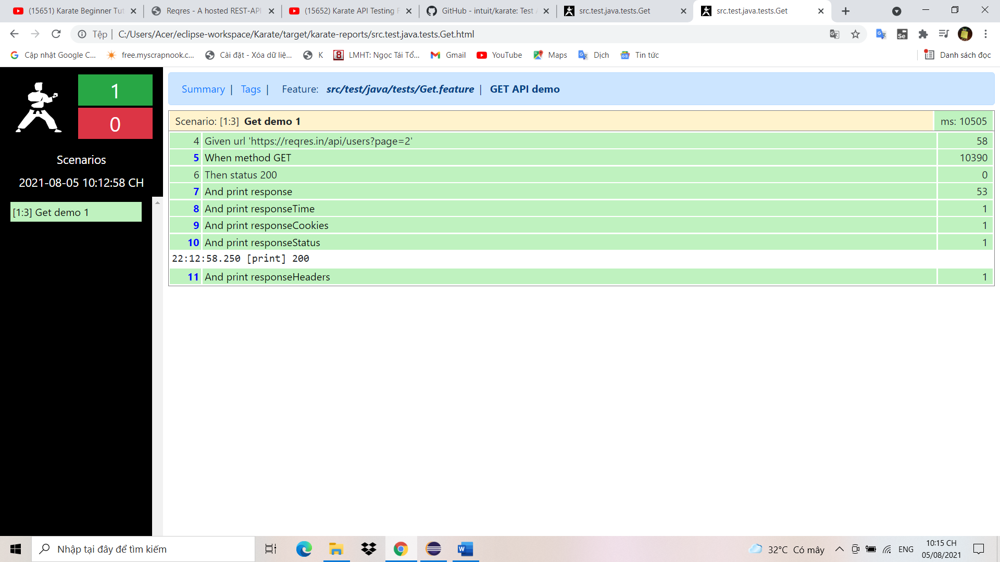 (15651) Karate Beginner Tut
Reqres - A hosted REST-API
(15652) Karate API Testing F
GitHub - intuit/karate: Test A
src.test.java.tests.Get
src.test.java.tests.Get
Tệp | C:/Users/Acer/eclipse-workspace/Karate/target/karate-reports/src.test.java.tests.Get.html
Cập nhật Google C...
free.myscrapnook.c...
Cài đặt - Xóa dữ liệ...
K
LMHT: Ngọc Tái Tổ...
Gmail
YouTube
Maps
Dịch
Tin tức
Danh sách đọc
1
0
Scenarios
2021-08-05 10:12:58 CH
[1:3] Get demo 1
Summary | Tags | Feature: src/test/java/tests/Get.feature | GET API demo
Scenario: [1:3] Get demo 1 ms: 10505
4 Given url 'https://reqres.in/api/users?page=2' 58
5 When method GET 10390
6 Then status 200 0
7 And print response 53
8 And print responseTime 1
9 And print responseCookies 1
10 And print responseStatus 1
22:12:58.250 [print] 200
11 And print responseHeaders 1
Nhập tại đây để tìm kiếm
32°C Có mây
ENG
10:15 CH
05/08/2021